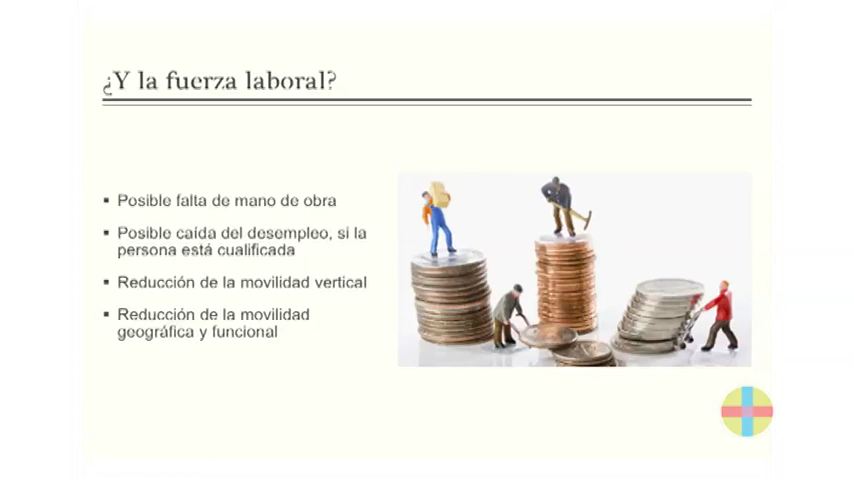 ¿Y la fuerza laboral?
▪ Posible falta de mano de obra
▪ Posible caída del desempleo, si la
persona está cualificada
▪ Reducción de la movilidad vertical
▪ Reducción de la movilidad
geográfica y funcional